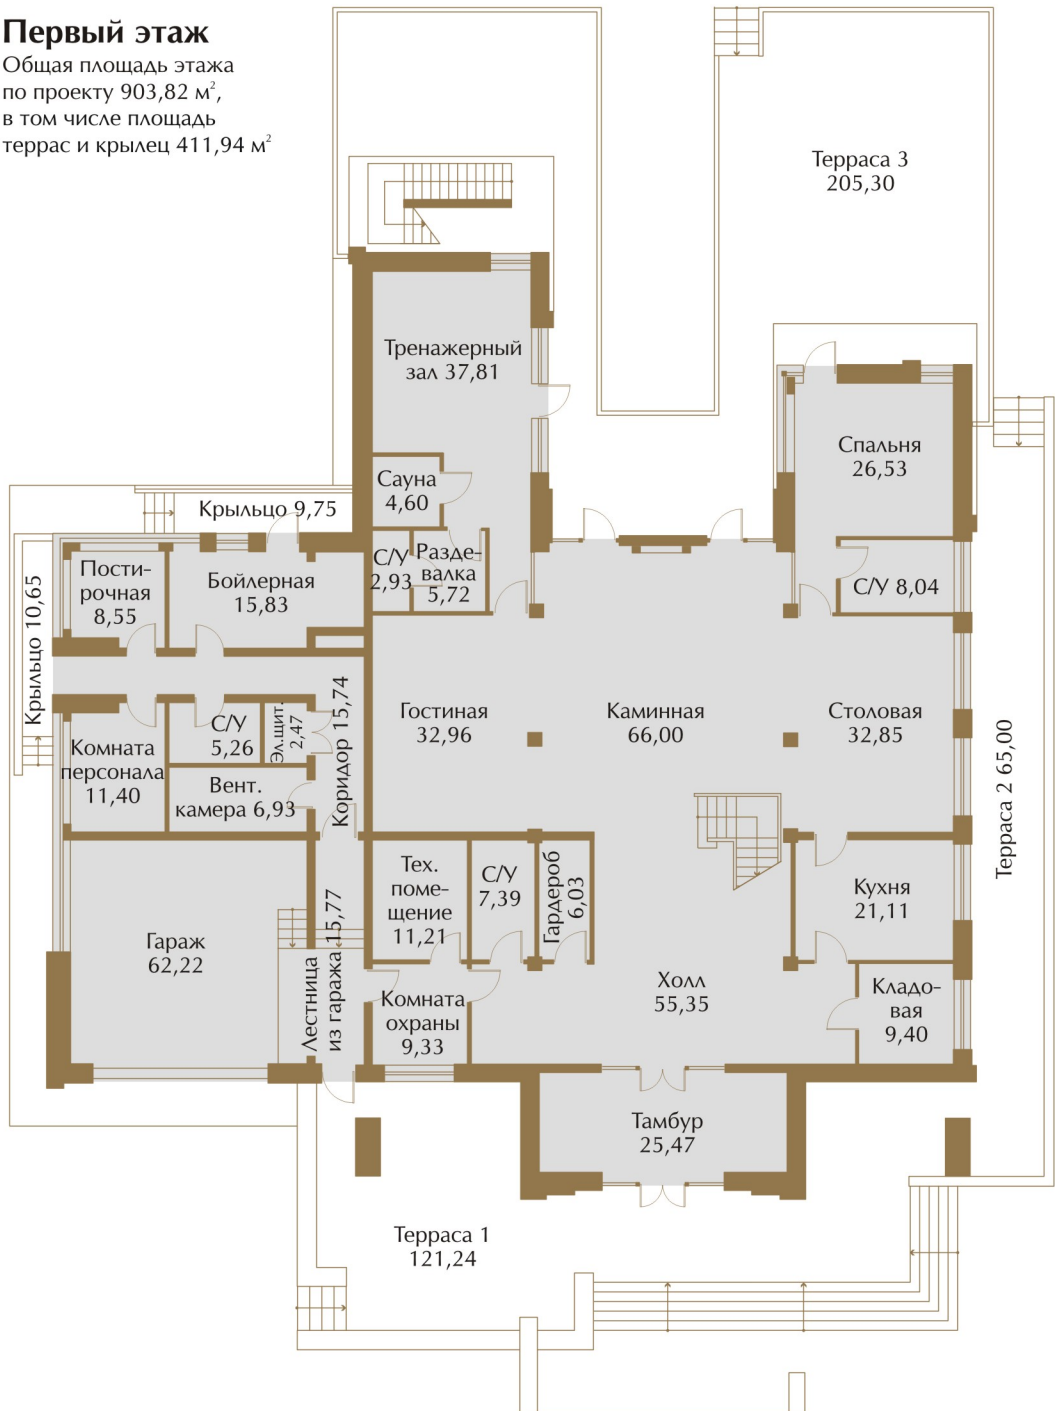 Первый этаж
Общая площадь этажа
по проекту 903,82 м²,
в том числе площадь
террас и крылец 411,94 м²
Терраса 3
205,30
Тренажерный
зал 37,81
Спальня
26,53
Сауна
4,60
Крыльцо 9,75
С/У
2,93
Разде-
валка
5,72
Пости-
рочная
8,55
Бойлерная
15,83
С/У 8,04
Крыльцо 10,65
Гостиная
32,96
Каминная
66,00
Столовая
32,85
С/У
5,26
Эл.щит.
2,47
Коридор 15,74
Комната
персонала
11,40
Вент.
камера 6,93
Терраса 2 65,00
Тех.
поме-
щение
11,21
С/У
7,39
Гардероб
6,03
Кухня
21,11
Гараж
62,22
Лестница
из гаража 15,77
Комната
охраны
9,33
Холл
55,35
Кладо-
вая
9,40
Тамбур
25,47
Терраса 1
121,24